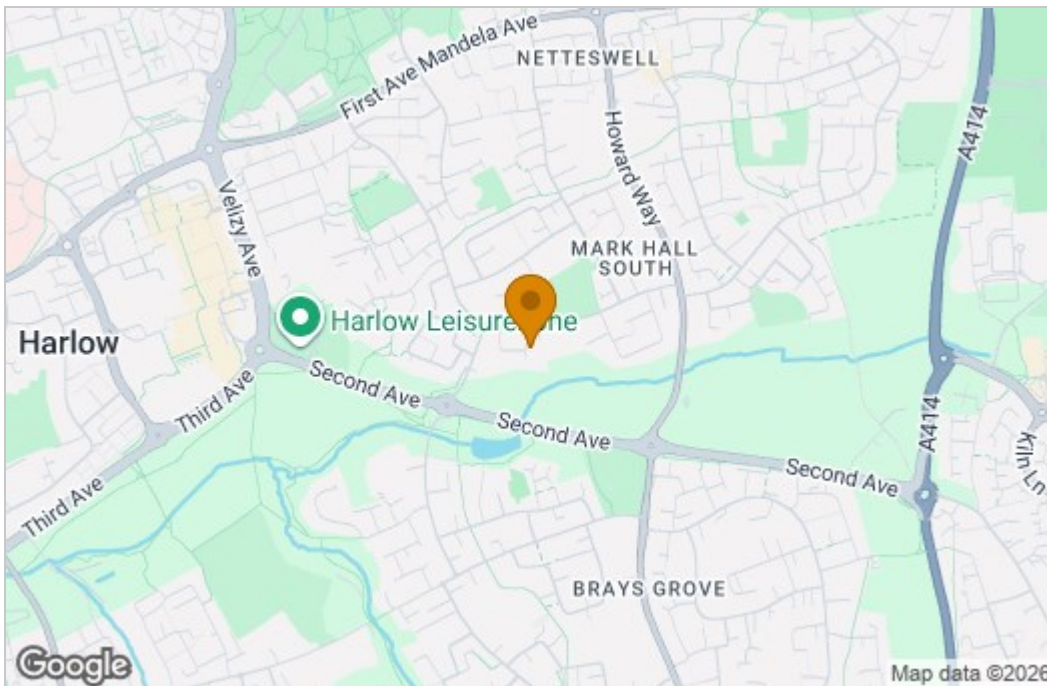 First Ave Mandela Ave
NETTESWELL
A414
Howard Way
Velizy Ave
MARK HALL
SOUTH
Harlow Leisurezone
Harlow
Third Ave
Second Ave
Second Ave
Second Ave
A414
Kiln Ln
Third Ave
BRAYS GROVE
Google
Map data ©2026